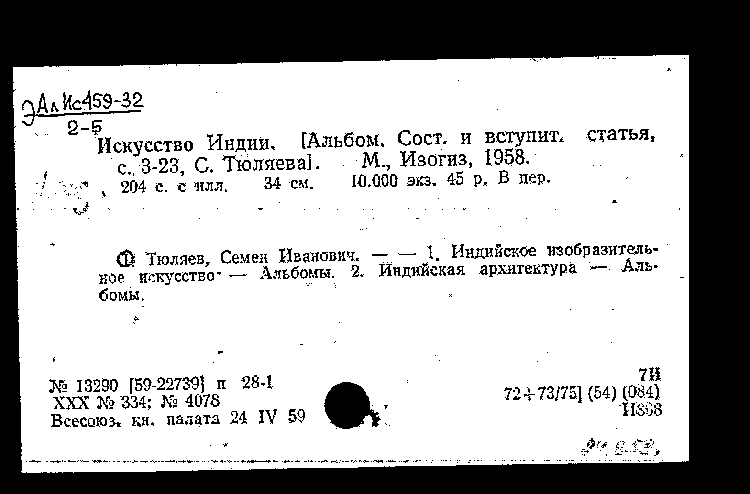 ЭАл Ис459-32
2-5
Искусство Индии. [Альбом. Сост. и вступит. статья,
с. 3-23, С. Тюляева].   М., Изогиз, 1958.
204 с. с илл.   34 см.   10.000 экз. 45 р. В пер.
① Тюляев, Семен Иванович. — — 1. Индийское изобразитель-
ное искусство — Альбомы. 2. Индийская архитектура — Аль-
бомы.
№ 13290 [59-22739] п 28-1
XXX № 334; № 4078
Всесоюз. кн. палата 24 IV 59
7И
72+73/75] (54) (084)
И868